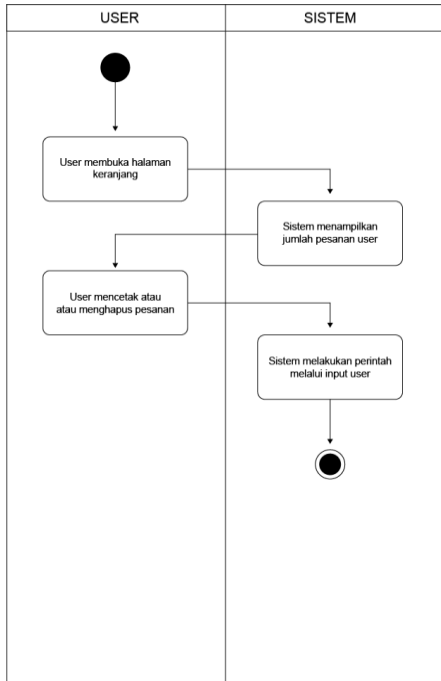 USER
SISTEM
User membuka halaman
keranjang
Sistem menampilkan
jumlah pesanan user
User mencetak atau
atau menghapus pesanan
Sistem melakukan perintah
melalui input user